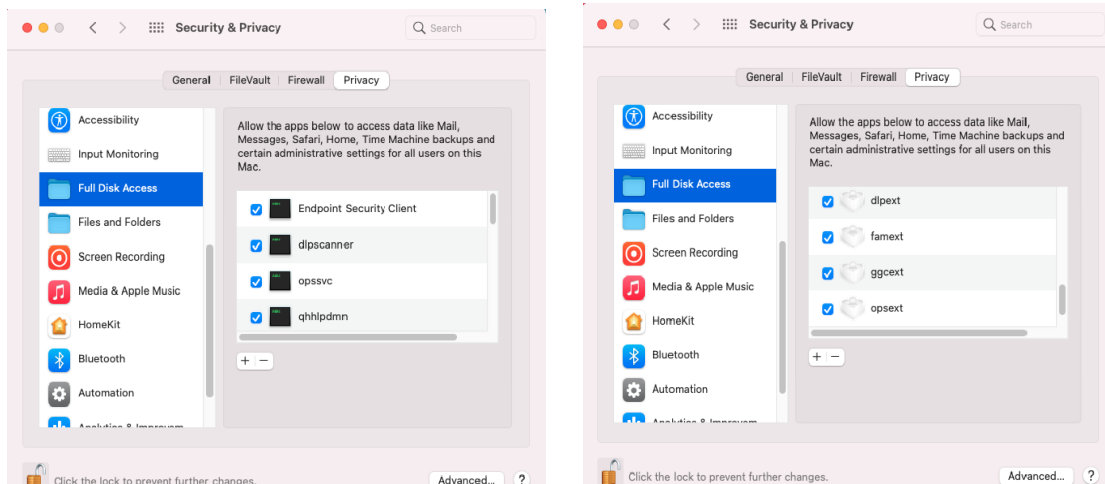 Security & Privacy
Search
General
FileVault
Firewall
Privacy
Accessibility
Input Monitoring
Full Disk Access
Files and Folders
Screen Recording
Media & Apple Music
HomeKit
Bluetooth
Automation
Analytics & Improvem
Allow the apps below to access data like Mail,
Messages, Safari, Home, Time Machine backups and
certain administrative settings for all users on this
Mac.
Endpoint Security Client
dlpscanner
opssvc
qhhlpdmn
+ −
Click the lock to prevent further changes.
Advanced...
?
Security & Privacy
Search
General
FileVault
Firewall
Privacy
Accessibility
Input Monitoring
Full Disk Access
Files and Folders
Screen Recording
Media & Apple Music
HomeKit
Bluetooth
Automation
Analytics & Improvem
Allow the apps below to access data like Mail,
Messages, Safari, Home, Time Machine backups and
certain administrative settings for all users on this
Mac.
dlpext
famext
ggcext
opsext
+ −
Click the lock to prevent further changes.
Advanced...
?